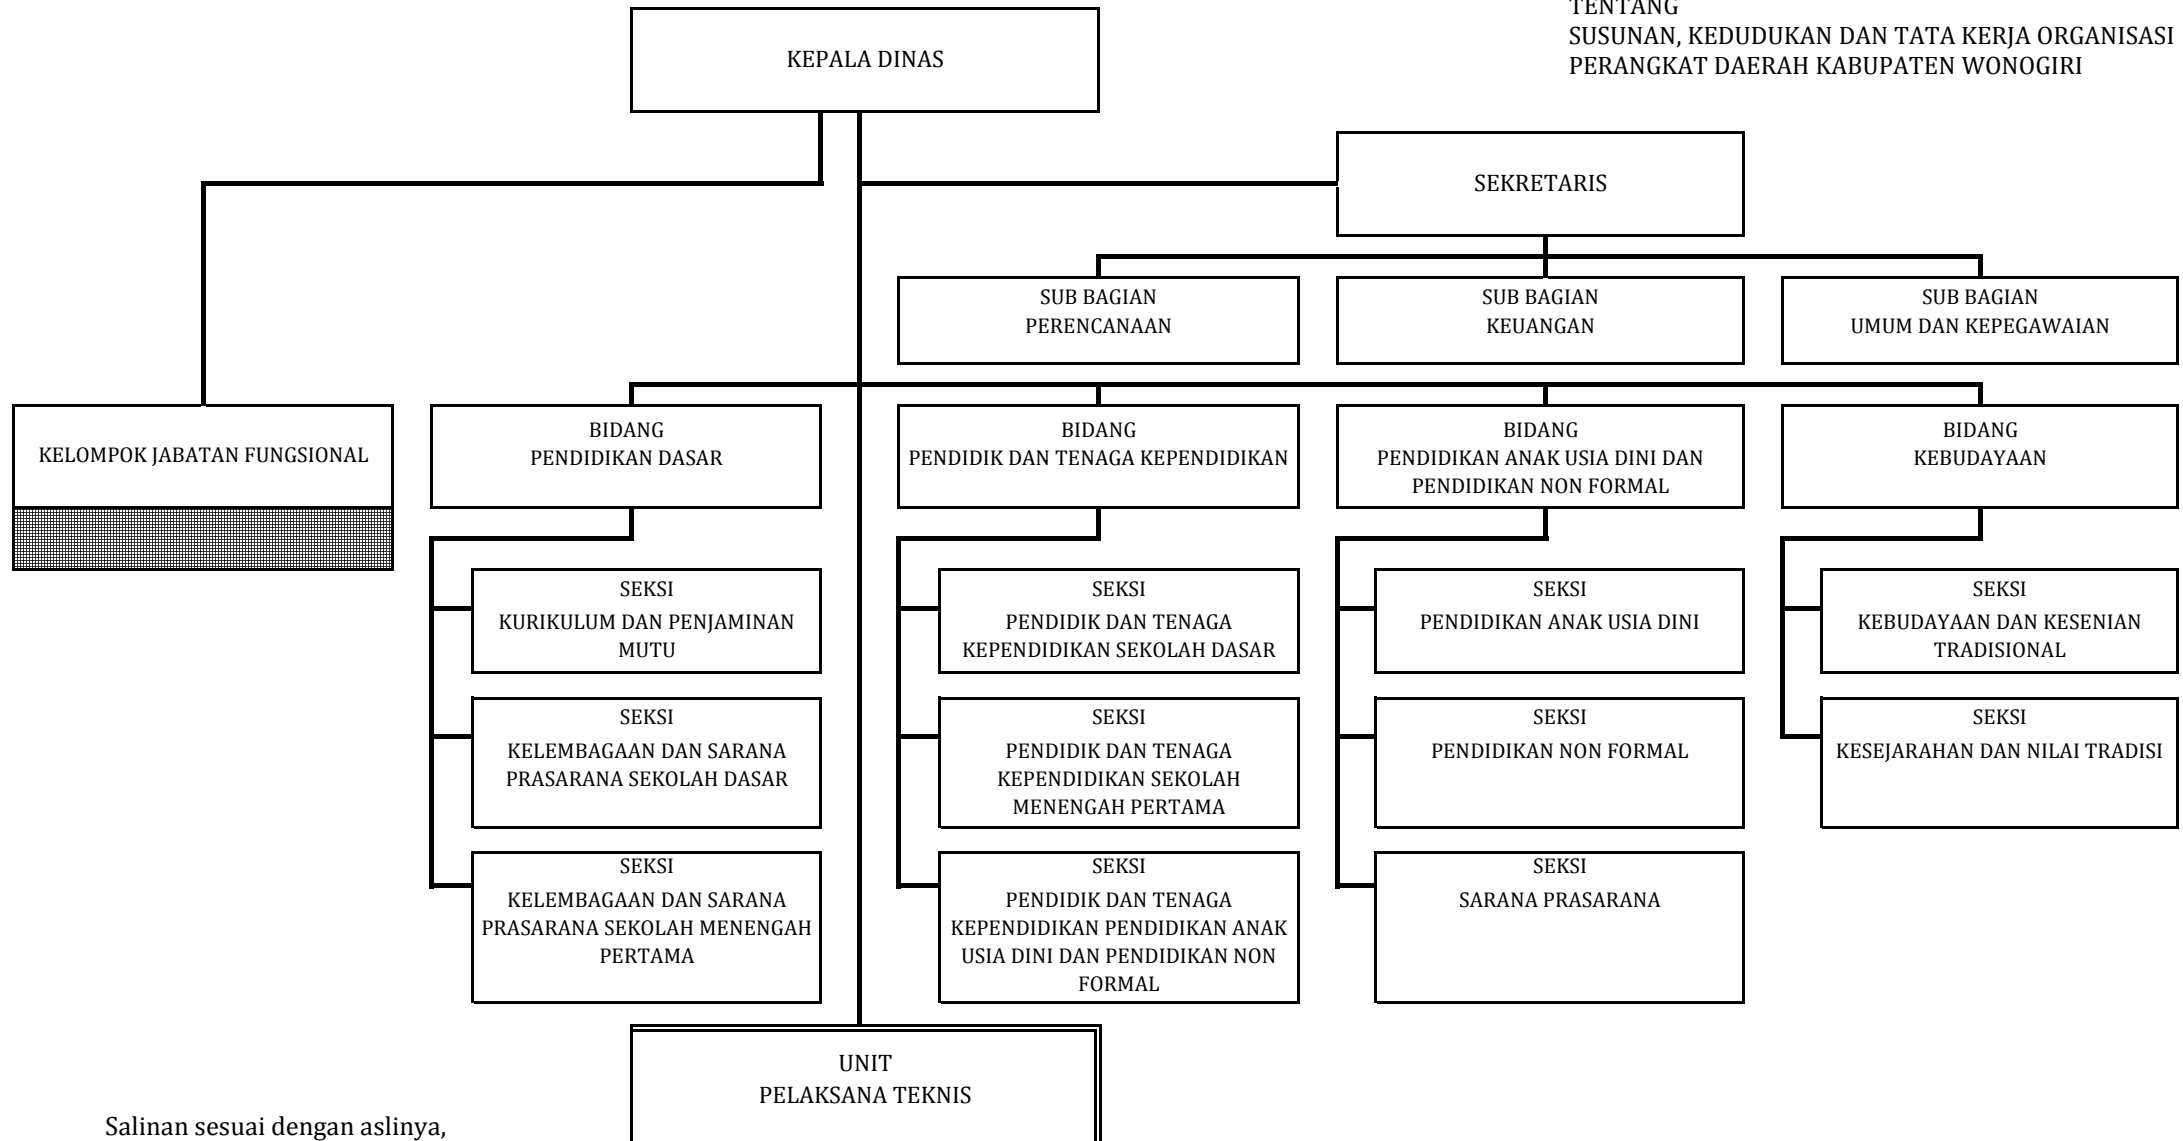 TENTANG
SUSUNAN, KEDUDUKAN DAN TATA KERJA ORGANISASI
PERANGKAT DAERAH KABUPATEN WONOGIRI
KEPALA DINAS
SEKRETARIS
SUB BAGIAN
PERENCANAAN
SUB BAGIAN
KEUANGAN
SUB BAGIAN
UMUM DAN KEPEGAWAIAN
KELOMPOK JABATAN FUNGSIONAL
BIDANG
PENDIDIKAN DASAR
BIDANG
PENDIDIK DAN TENAGA KEPENDIDIKAN
BIDANG
PENDIDIKAN ANAK USIA DINI DAN
PENDIDIKAN NON FORMAL
BIDANG
KEBUDAYAAN
SEKSI
KURIKULUM DAN PENJAMINAN
MUTU
SEKSI
PENDIDIK DAN TENAGA
KEPENDIDIKAN SEKOLAH DASAR
SEKSI
PENDIDIKAN ANAK USIA DINI
SEKSI
KEBUDAYAAN DAN KESENIAN
TRADISIONAL
SEKSI
KELEMBAGAAN DAN SARANA
PRASARANA SEKOLAH DASAR
SEKSI
PENDIDIK DAN TENAGA
KEPENDIDIKAN SEKOLAH
MENENGAH PERTAMA
SEKSI
PENDIDIKAN NON FORMAL
SEKSI
KESEJARAHAN DAN NILAI TRADISI
SEKSI
KELEMBAGAAN DAN SARANA
PRASARANA SEKOLAH MENENGAH
PERTAMA
SEKSI
PENDIDIK DAN TENAGA
KEPENDIDIKAN PENDIDIKAN ANAK
USIA DINI DAN PENDIDIKAN NON
FORMAL
SEKSI
SARANA PRASARANA
UNIT
PELAKSANA TEKNIS
Salinan sesuai dengan aslinya,